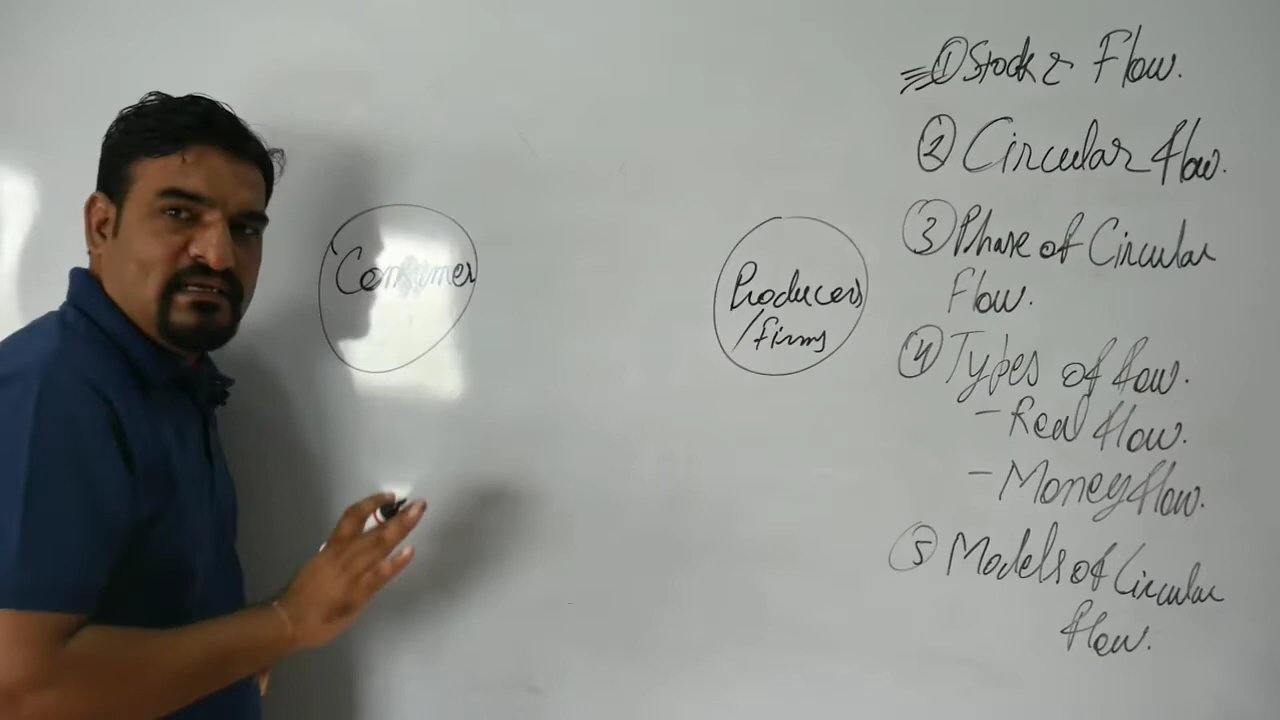 Consumer
Producers
/firms
① Stock & Flow.
② Circular flow.
③ Phase of Circular
Flow.
④ Types of flow.
- Real flow.
- Money flow.
⑤ Models of Circular
flow.